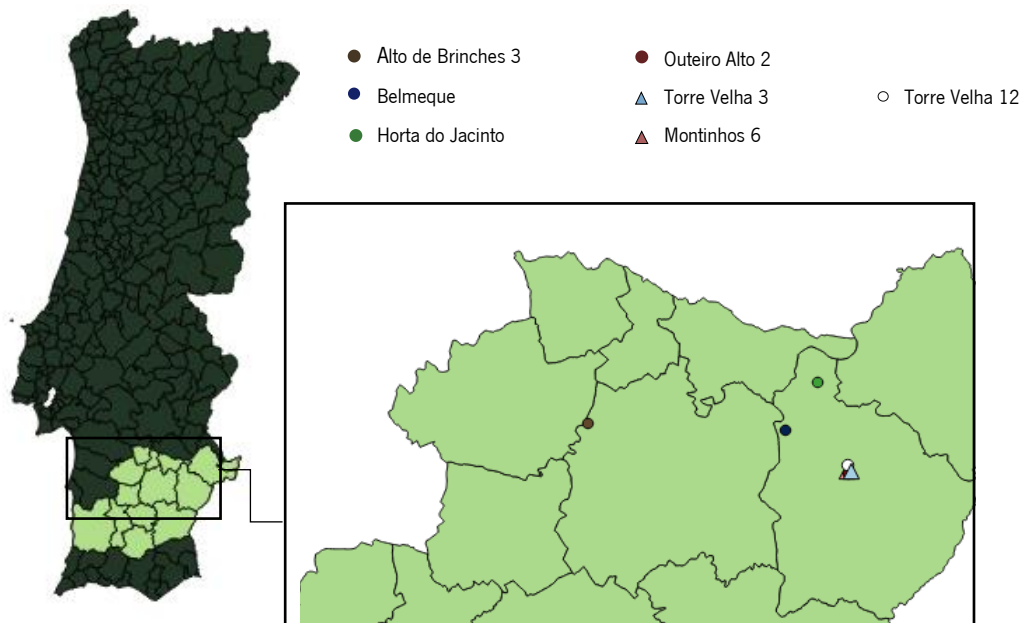 Alto de Brinches 3
Belmeque
Horta do Jacinto
Outeiro Alto 2
Torre Velha 3
Montinhos 6
Torre Velha 12